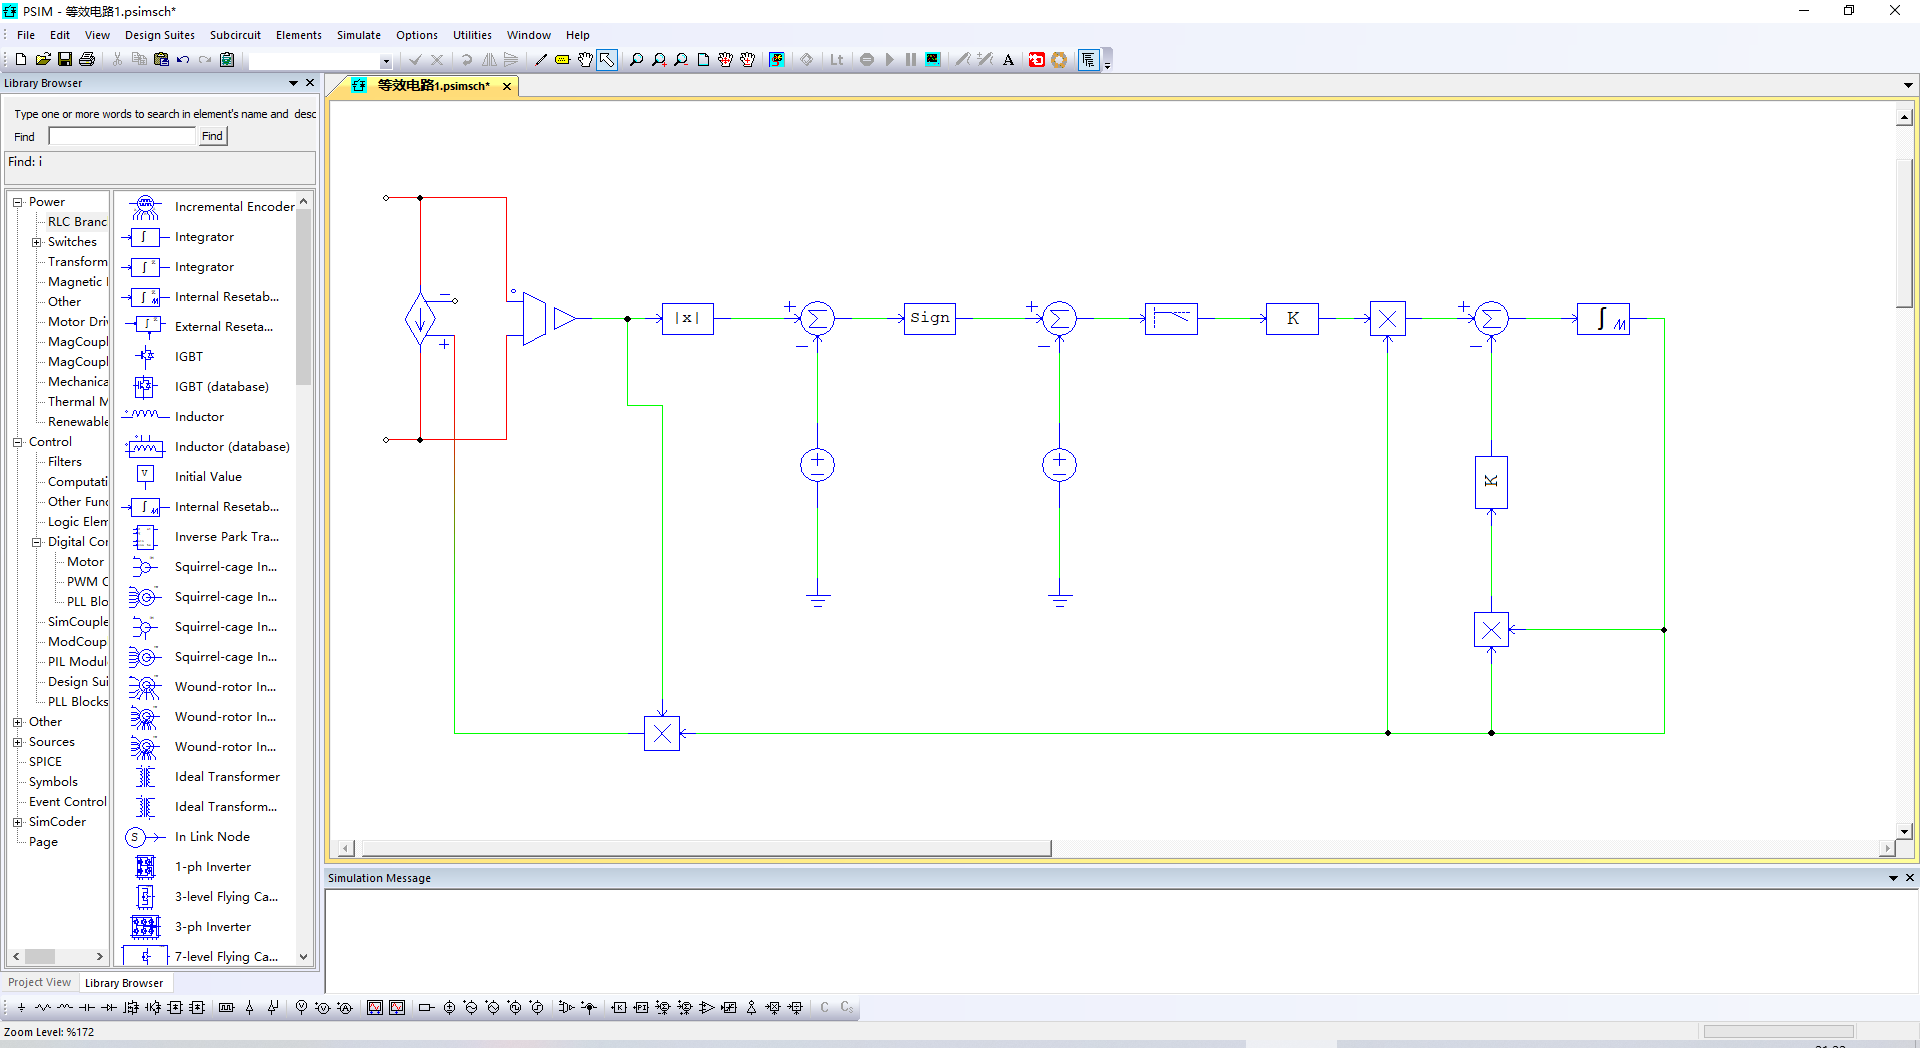 PSIM - 等效电路1.psimsch*
File Edit View Design Suites Subcircuit Elements Simulate Options Utilities Window Help
Lt
A
Library Browser
等效电路1.psimsch*
Type one or more words to search in element's name and desc
Find
Find
Find: i
Power
RLC Branc
Switches
Transform
Magnetic
Other
Motor Dri
MagCoupl
MagCoupl
Mechanica
Thermal M
Renewable
Control
Filters
Computati
Other Func
Logic Elem
Digital Cor
Motor
PWM C
PLL Blo
SimCouple
ModCoup
PIL Modul
Design Sui
PLL Blocks
Other
Sources
SPICE
Symbols
Event Control
SimCoder
Page
Incremental Encoder
Integrator
Integrator
Internal Resetab...
External Reseta...
IGBT
IGBT (database)
Inductor
Inductor (database)
V
Initial Value
Internal Resetab...
Inverse Park Tra...
Squirrel-cage In...
Squirrel-cage In...
Squirrel-cage In...
Squirrel-cage In...
Wound-rotor In...
Wound-rotor In...
Wound-rotor In...
Ideal Transformer
Ideal Transform...
S
In Link Node
1-ph Inverter
3-level Flying Ca...
3-ph Inverter
7-level Flying Ca...
|x|
Σ
Sign
Σ
K
Σ
∫ M
K
Project View
Library Browser
Simulation Message
Zoom Level: %172